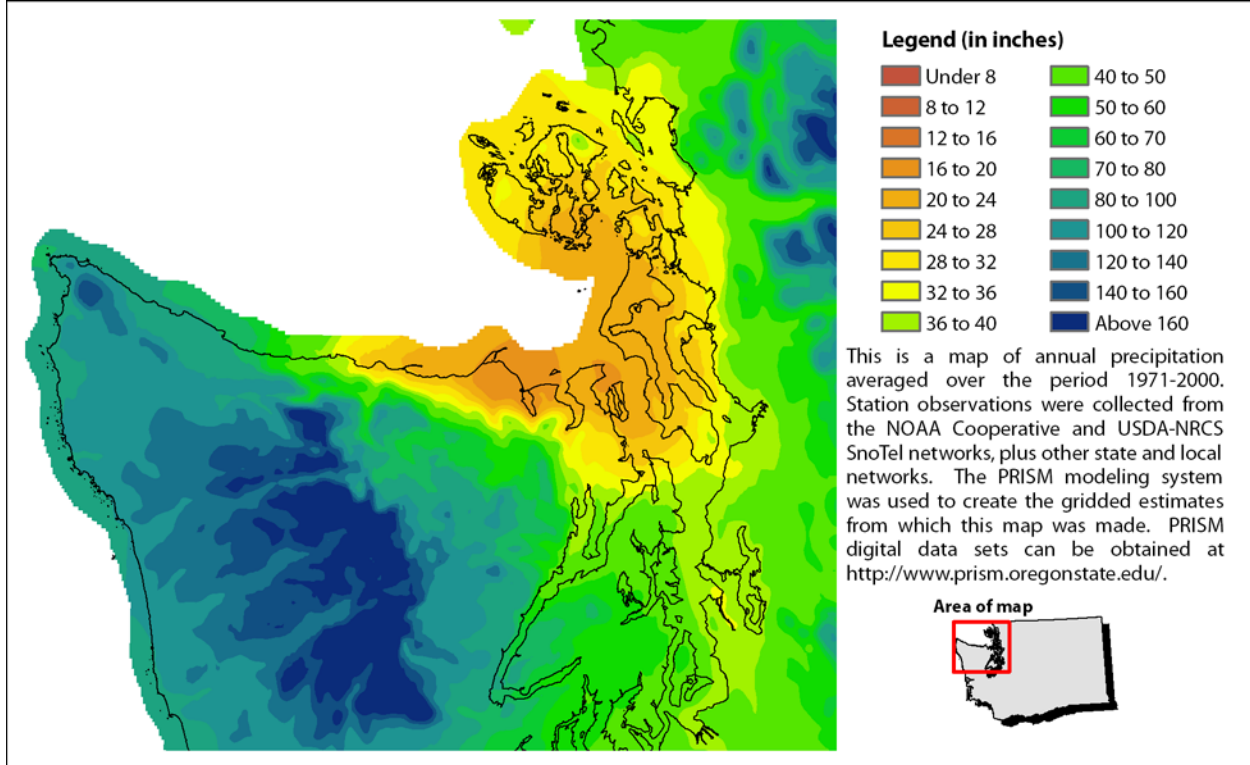 Legend (in inches)
Under 8
8 to 12
12 to 16
16 to 20
20 to 24
24 to 28
28 to 32
32 to 36
36 to 40
40 to 50
50 to 60
60 to 70
70 to 80
80 to 100
100 to 120
120 to 140
140 to 160
Above 160
This is a map of annual precipitation
averaged over the period 1971-2000.
Station observations were collected from
the NOAA Cooperative and USDA-NRCS
SnoTel networks, plus other state and local
networks. The PRISM modeling system
was used to create the gridded estimates
from which this map was made. PRISM
digital data sets can be obtained at
http://www.prism.oregonstate.edu/.
Area of map